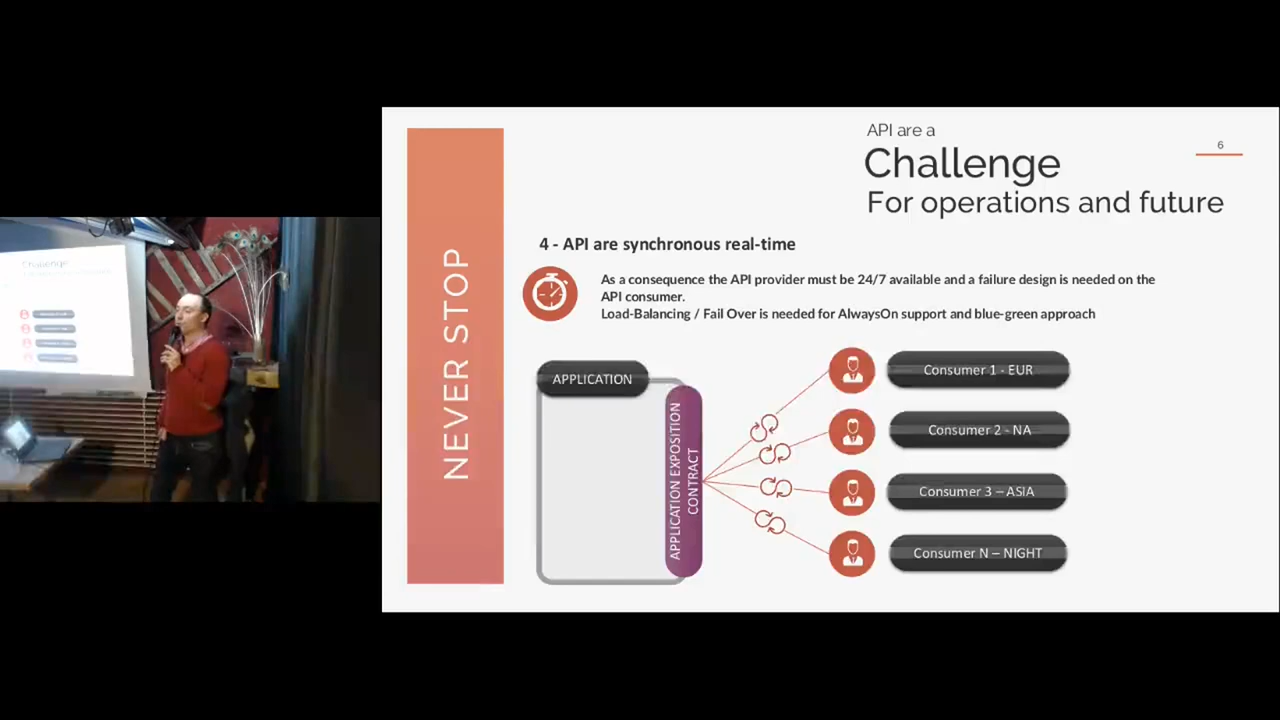 API are a
Challenge
For operations and future
6
NEVER STOP
4 - API are synchronous real-time
As a consequence the API provider must be 24/7 available and a failure design is needed on the
API consumer.
Load-Balancing / Fail Over is needed for AlwaysOn support and blue-green approach
APPLICATION
APPLICATION EXPOSITION
CONTRACT
Consumer 1 - EUR
Consumer 2 - NA
Consumer 3 – ASIA
Consumer N – NIGHT
Challenge